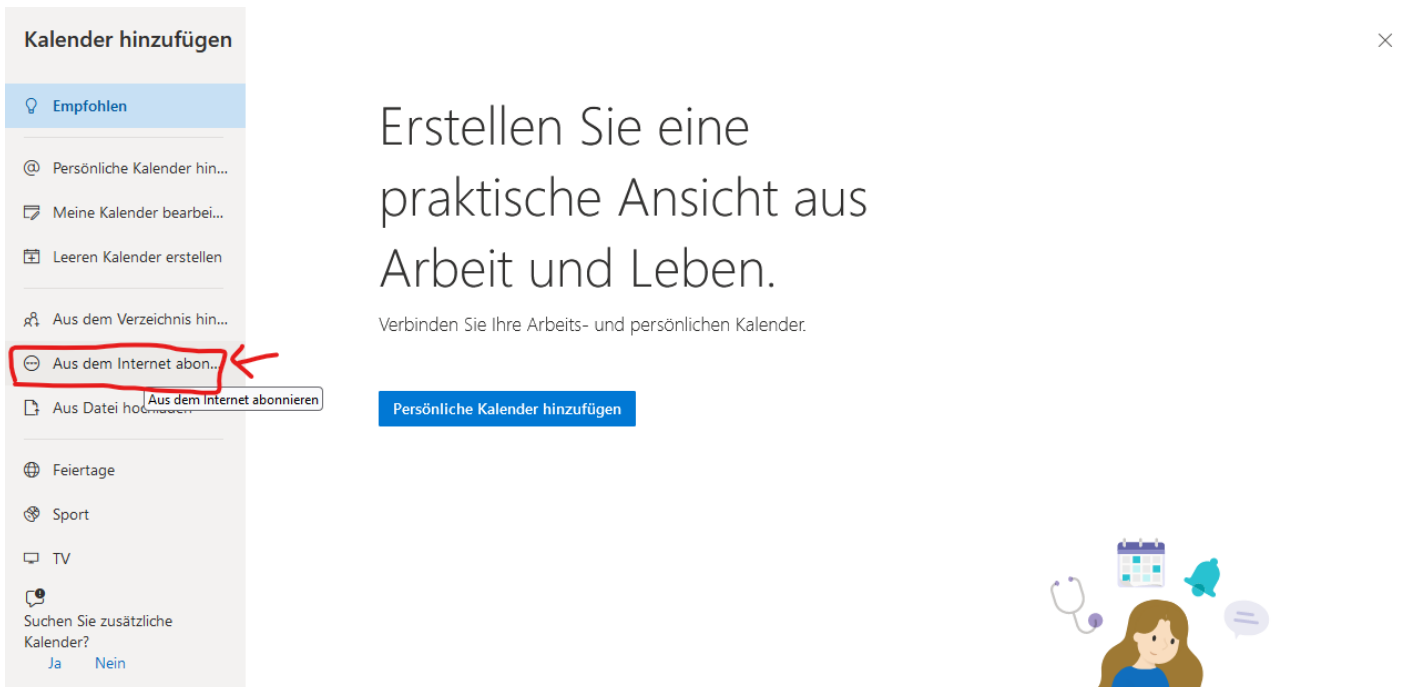 Kalender hinzufügen
Empfohlen
Persönliche Kalender hin...
Meine Kalender bearbei...
Leeren Kalender erstellen
Aus dem Verzeichnis hin...
Aus dem Internet abon...
Aus dem Internet abonnieren
Aus Datei hochladen
Feiertage
Sport
TV
Suchen Sie zusätzliche
Kalender?
Ja Nein
Erstellen Sie eine
praktische Ansicht aus
Arbeit und Leben.
Verbinden Sie Ihre Arbeits- und persönlichen Kalender.
Persönliche Kalender hinzufügen